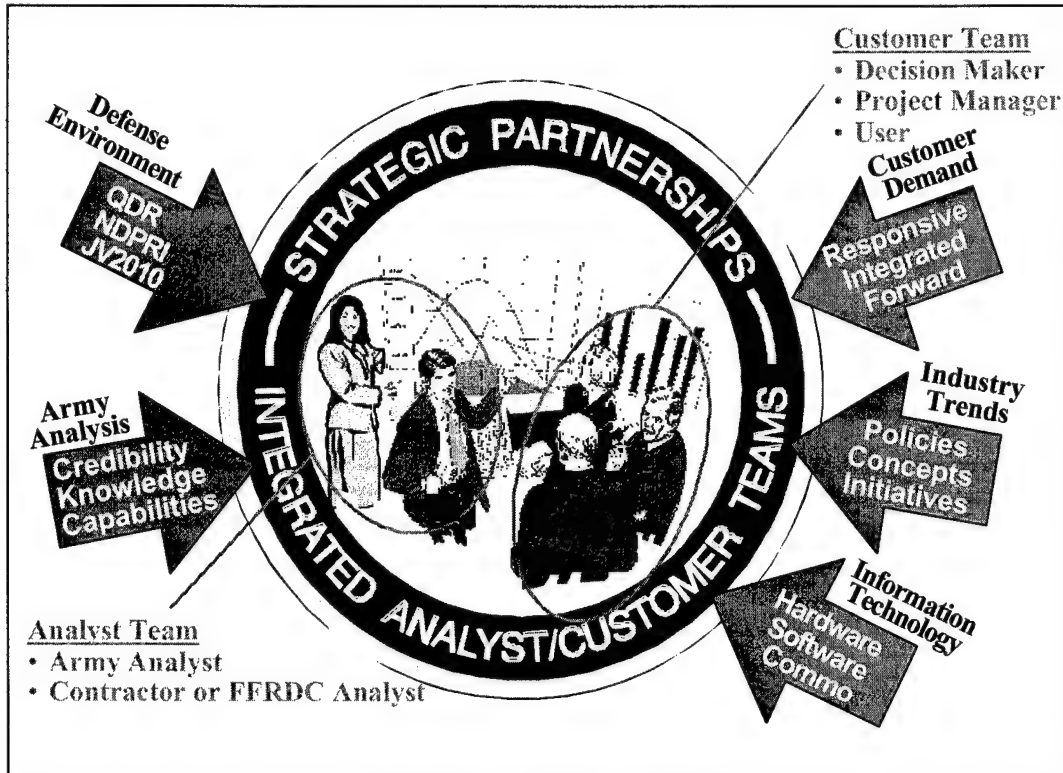 Customer Team
• Decision Maker
• Project Manager
• User
Defense
Environment
QDR
NDPRI
JV2010
STRATEGIC PARTNERSHIPS
Customer
Demand
Responsive
Integrated
Forward
Army
Analysis
Credibility
Knowledge
Capabilities
Industry
Trends
Policies
Concepts
Initiatives
INTEGRATED ANALYST/CUSTOMER TEAMS
Information
Technology
Hardware
Software
Commo
Analyst Team
• Army Analyst
• Contractor or FFRDC Analyst